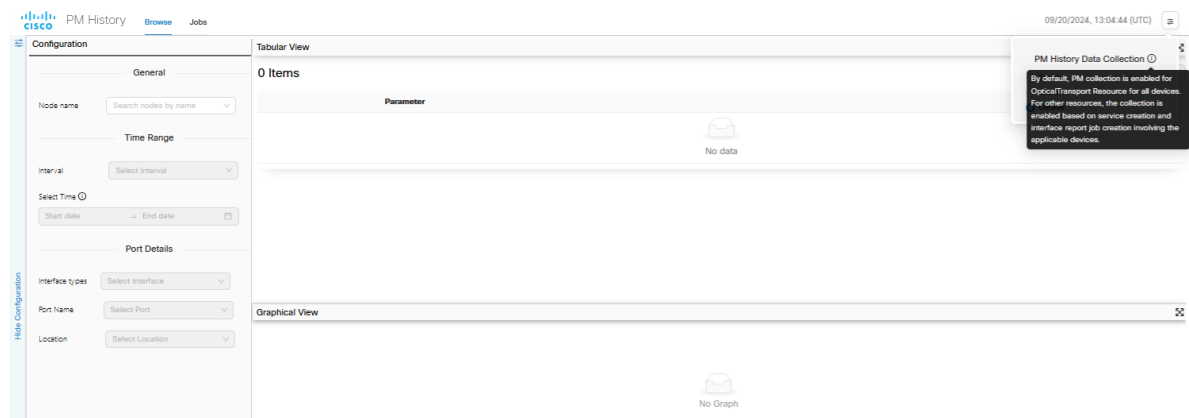 cisco PM History Browse Jobs 09/20/2024, 13:04:44 (UTC)
Configuration
General
Node name Search nodes by name
Time Range
Interval Select Interval
Select Time
Start date → End date
Port Details
Interface types Select Interface
Port Name Select Port
Location Select Location
Hide Configuration
Tabular View
0 Items
Parameter
No data
Graphical View
No Graph
PM History Data Collection
By default, PM collection is enabled for
OpticalTransport Resource for all devices.
For other resources, the collection is
enabled based on service creation and
interface report job creation involving the
applicable devices.